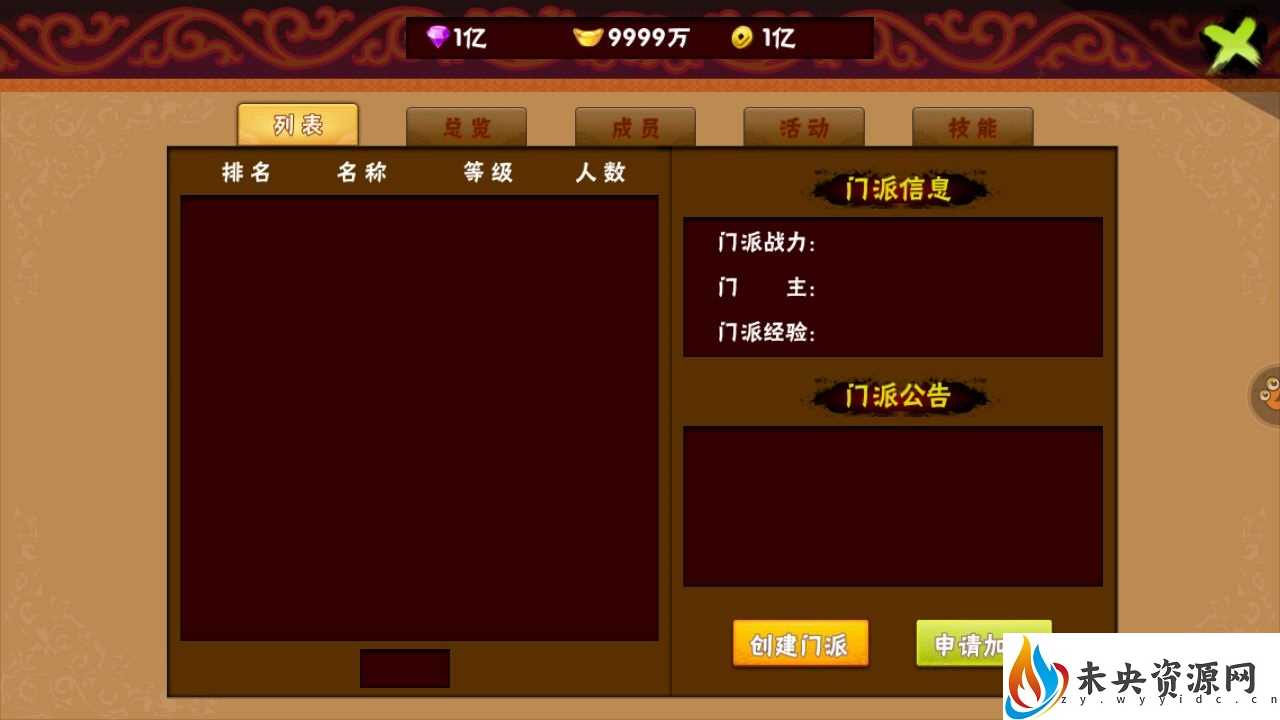 1亿 9999万 1亿
列表 总览 成员 活动 技能
排名 名称 等级 人数
门派信息
门派战力:
门 主:
门派经验:
门派公告
创建门派 申请加
未央资源网
zy.wyyidc.cn